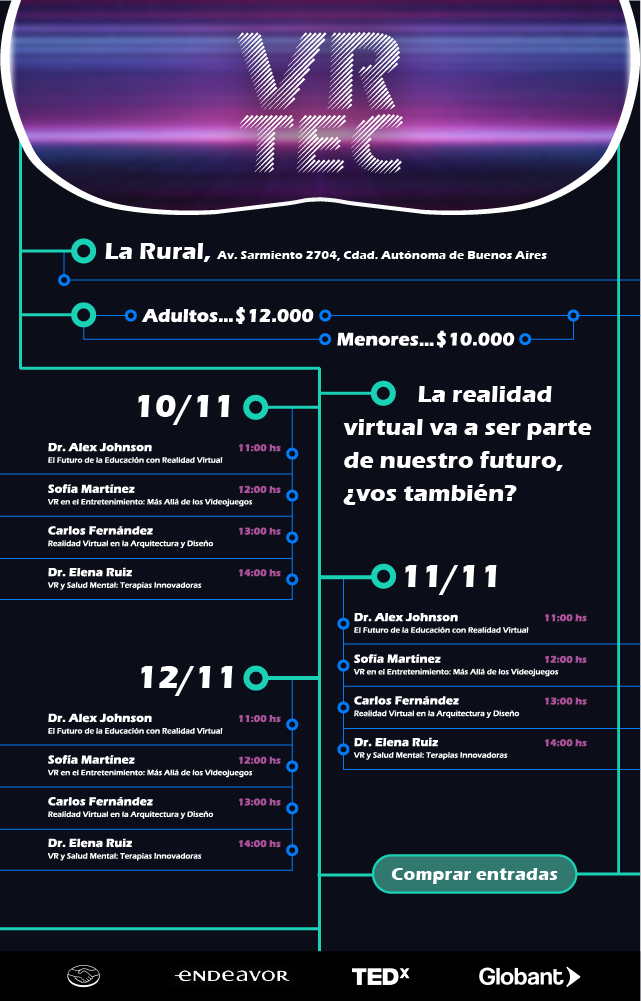 VR
TEC
La Rural, Av. Sarmiento 2704, Cdad. Autónoma de Buenos Aires
Adultos...$12.000
Menores...$10.000
10/11
Dr. Alex Johnson 11:00 hs
El Futuro de la Educación con Realidad Virtual
Sofía Martínez 12:00 hs
VR en el Entretenimiento: Más Allá de los Videojuegos
Carlos Fernández 13:00 hs
Realidad Virtual en la Arquitectura y Diseño
Dr. Elena Ruiz 14:00 hs
VR y Salud Mental: Terapias Innovadoras
La realidad
virtual va a ser parte
de nuestro futuro,
¿vos también?
11/11
Dr. Alex Johnson 11:00 hs
El Futuro de la Educación con Realidad Virtual
Sofía Martínez 12:00 hs
VR en el Entretenimiento: Más Allá de los Videojuegos
Carlos Fernández 13:00 hs
Realidad Virtual en la Arquitectura y Diseño
Dr. Elena Ruiz 14:00 hs
VR y Salud Mental: Terapias Innovadoras
12/11
Dr. Alex Johnson 11:00 hs
El Futuro de la Educación con Realidad Virtual
Sofía Martínez 12:00 hs
VR en el Entretenimiento: Más Allá de los Videojuegos
Carlos Fernández 13:00 hs
Realidad Virtual en la Arquitectura y Diseño
Dr. Elena Ruiz 14:00 hs
VR y Salud Mental: Terapias Innovadoras
Comprar entradas
ENDEAVOR TEDx Globant